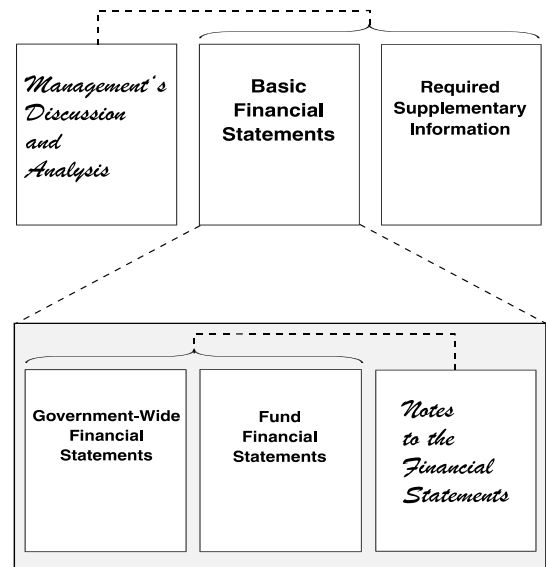 Management's
Discussion
and
Analysis
Basic
Financial
Statements
Required
Supplementary
Information
Government-Wide
Financial
Statements
Fund
Financial
Statements
Notes
to the
Financial
Statements